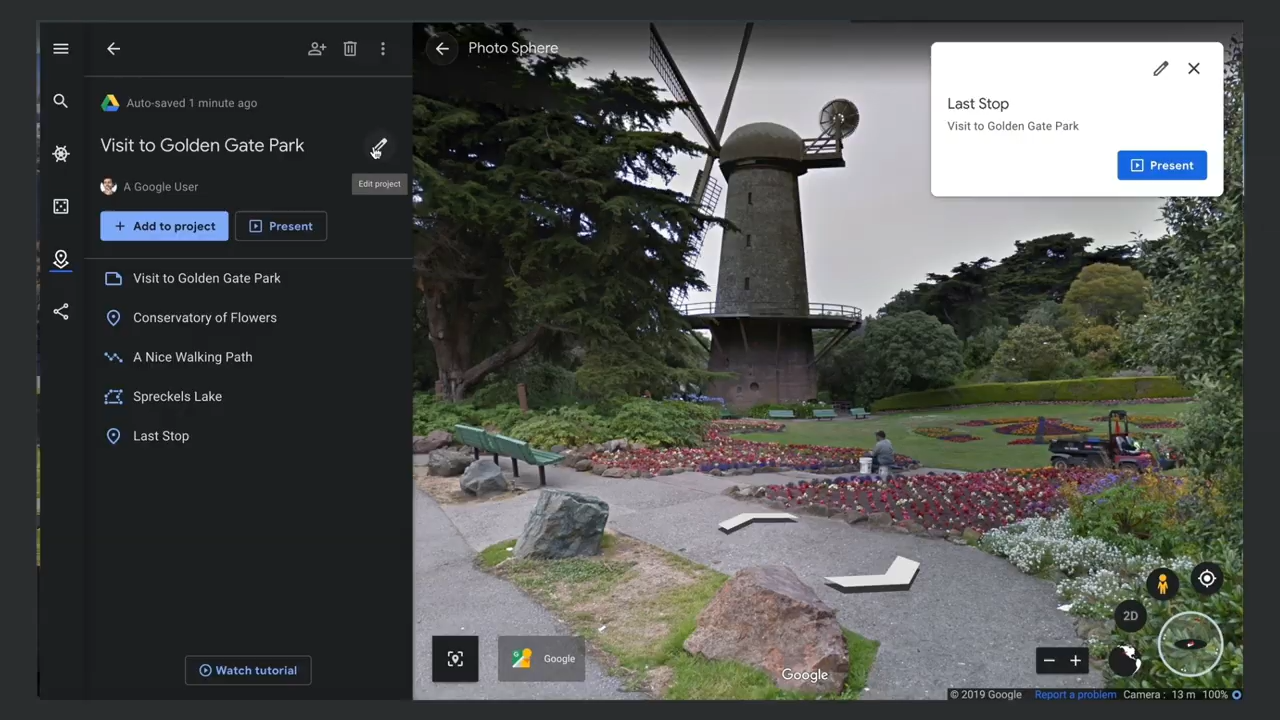 Auto-saved 1 minute ago
Visit to Golden Gate Park
A Google User
Edit project
+ Add to project
Present
Visit to Golden Gate Park
Conservatory of Flowers
A Nice Walking Path
Spreckels Lake
Last Stop
Watch tutorial
Photo Sphere
Last Stop
Visit to Golden Gate Park
Present
2D
Google
Google
© 2019 Google Report a problem Camera : 13 m 100%